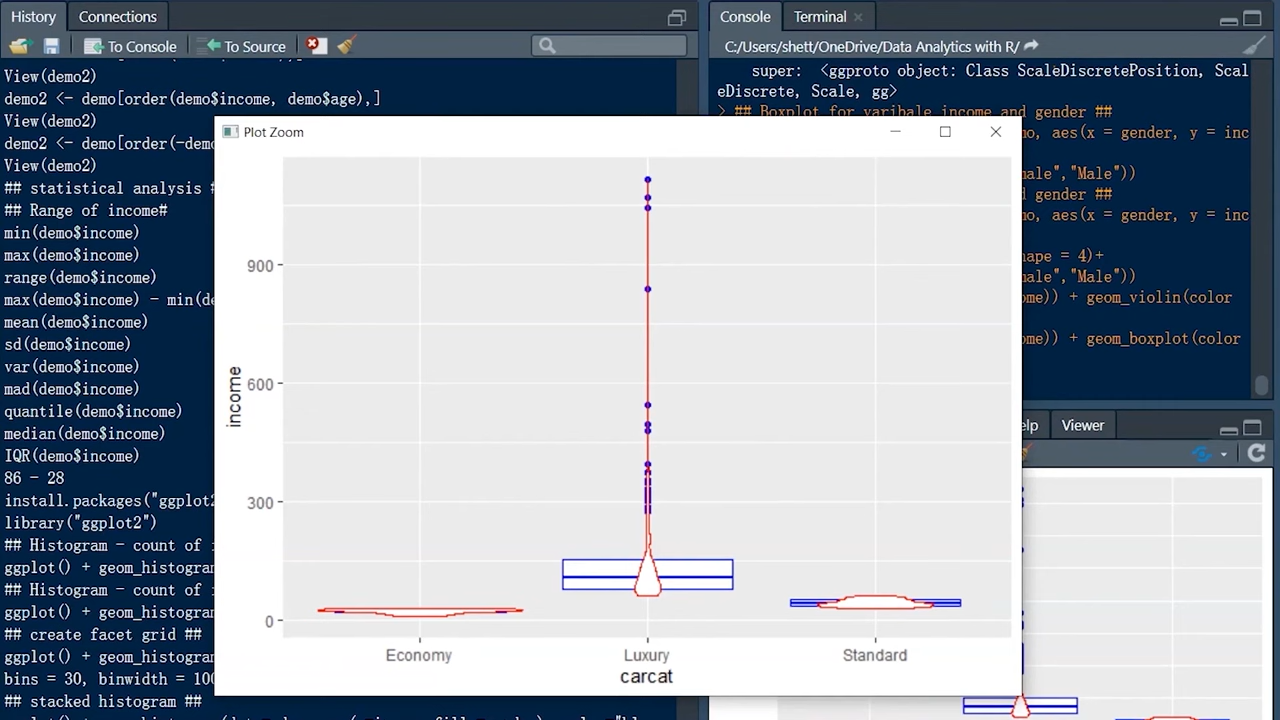 History
Connections
To Console
To Source
View(demo2)
demo2 <- demo[order(demo$income, demo$age),]
View(demo2)
demo2 <- demo[order(-demo
View(demo2)
## statistical analysis #
## Range of income#
min(demo$income)
max(demo$income)
range(demo$income)
max(demo$income) - min(de
mean(demo$income)
sd(demo$income)
var(demo$income)
mad(demo$income)
quantile(demo$income)
median(demo$income)
IQR(demo$income)
86 - 28
install.packages("ggplot2
library("ggplot2")
## Histogram - count of i
ggplot() + geom_histogram
## Histogram - count of i
ggplot() + geom_histogram
## create facet grid ##
ggplot() + geom_histogram
bins = 30, binwidth = 100
## stacked histogram ##
Plot Zoom
900
600
300
0
income
Economy
Luxury
Standard
carcat
Console
Terminal
C:/Users/shett/OneDrive/Data Analytics with R/
super: <ggproto object: Class ScaleDiscretePosition, Scal
eDiscrete, Scale, gg>
> ## Boxplot for varibale income and gender ##
mo, aes(x = gender, y = inc
male","Male"))
d gender ##
mo, aes(x = gender, y = inc
hape = 4)+
male","Male"))
ome)) + geom_violin(color
ome)) + geom_boxplot(color
elp
Viewer